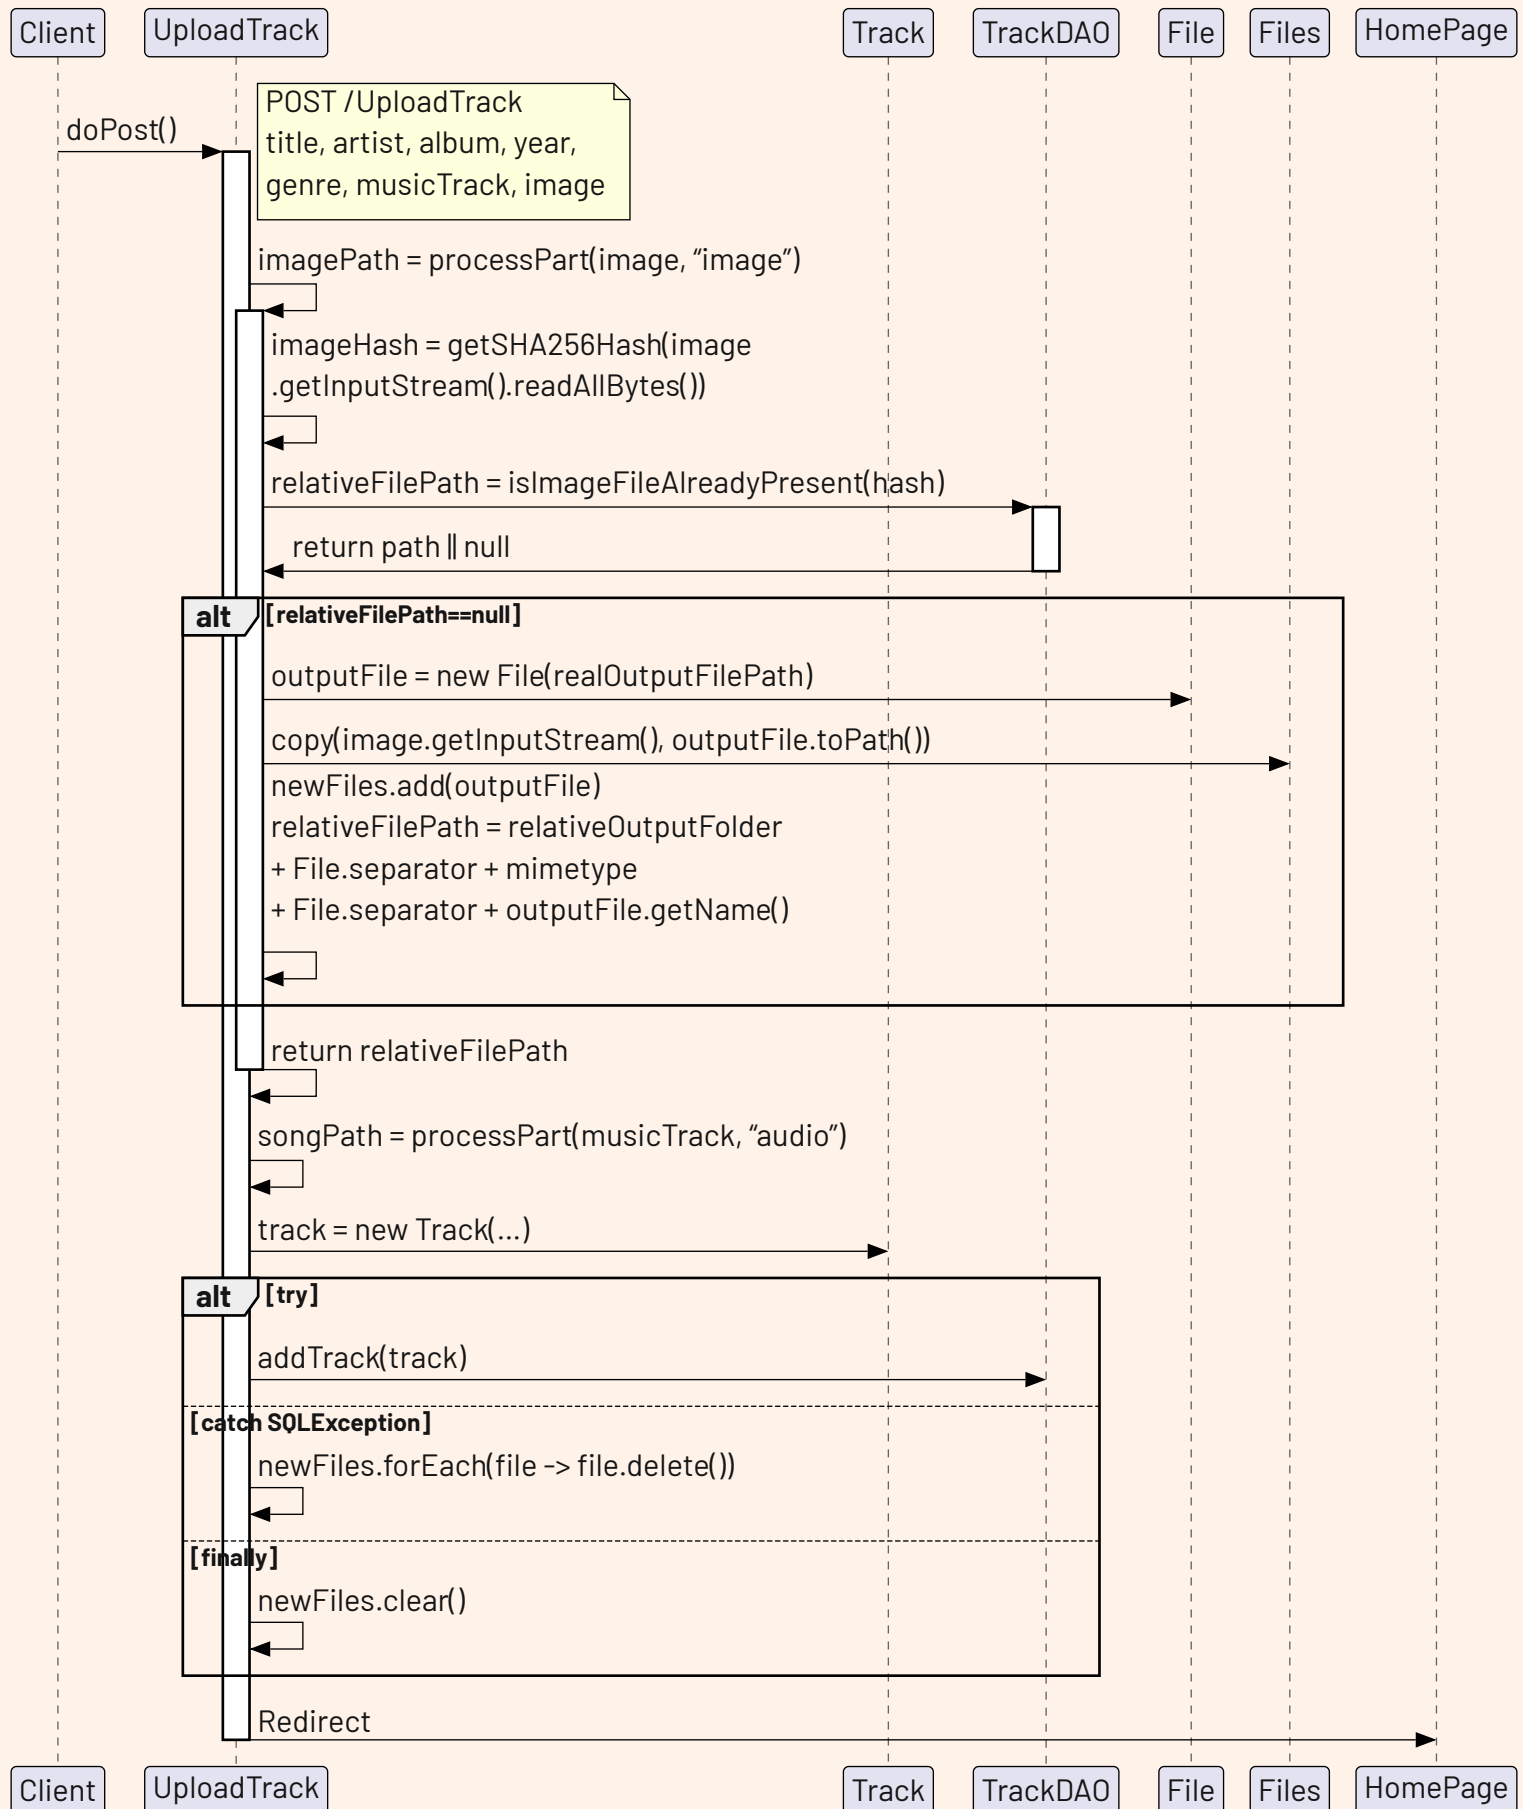 Client UploadTrack Track TrackDAO File Files HomePage
POST /UploadTrack
title, artist, album, year,
genre, musicTrack, image
doPost()
imagePath = processPart(image, “image”)
imageHash = getSHA256Hash(image
.getInputStream().readAllBytes())
relativeFilePath = isImageFileAlreadyPresent(hash)
return path || null
alt [relativeFilePath==null]
outputFile = new File(realOutputFilePath)
copy(image.getInputStream(), outputFile.toPath())
newFiles.add(outputFile)
relativeFilePath = relativeOutputFolder
+ File.separator + mimetype
+ File.separator + outputFile.getName()
return relativeFilePath
songPath = processPart(musicTrack, “audio”)
track = new Track(...)
alt [try]
addTrack(track)
[catch SQLException]
newFiles.forEach(file -> file.delete())
[finally]
newFiles.clear()
Redirect
Client UploadTrack Track TrackDAO File Files HomePage